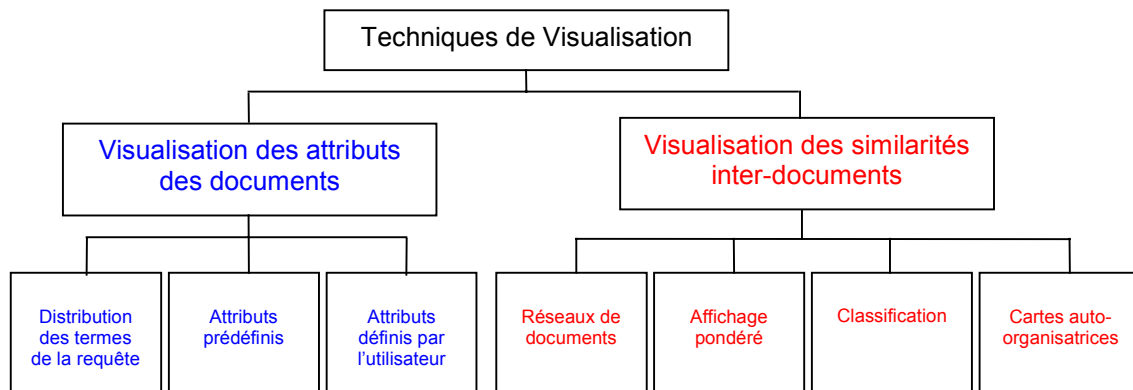 Techniques de Visualisation
Visualisation des attributs
des documents
Visualisation des similarités
inter-documents
Distribution
des termes
de la requête
Attributs
prédéfinis
Attributs
définis par
l’utilisateur
Réseaux de
documents
Affichage
pondéré
Classification
Cartes auto-
organisatrices